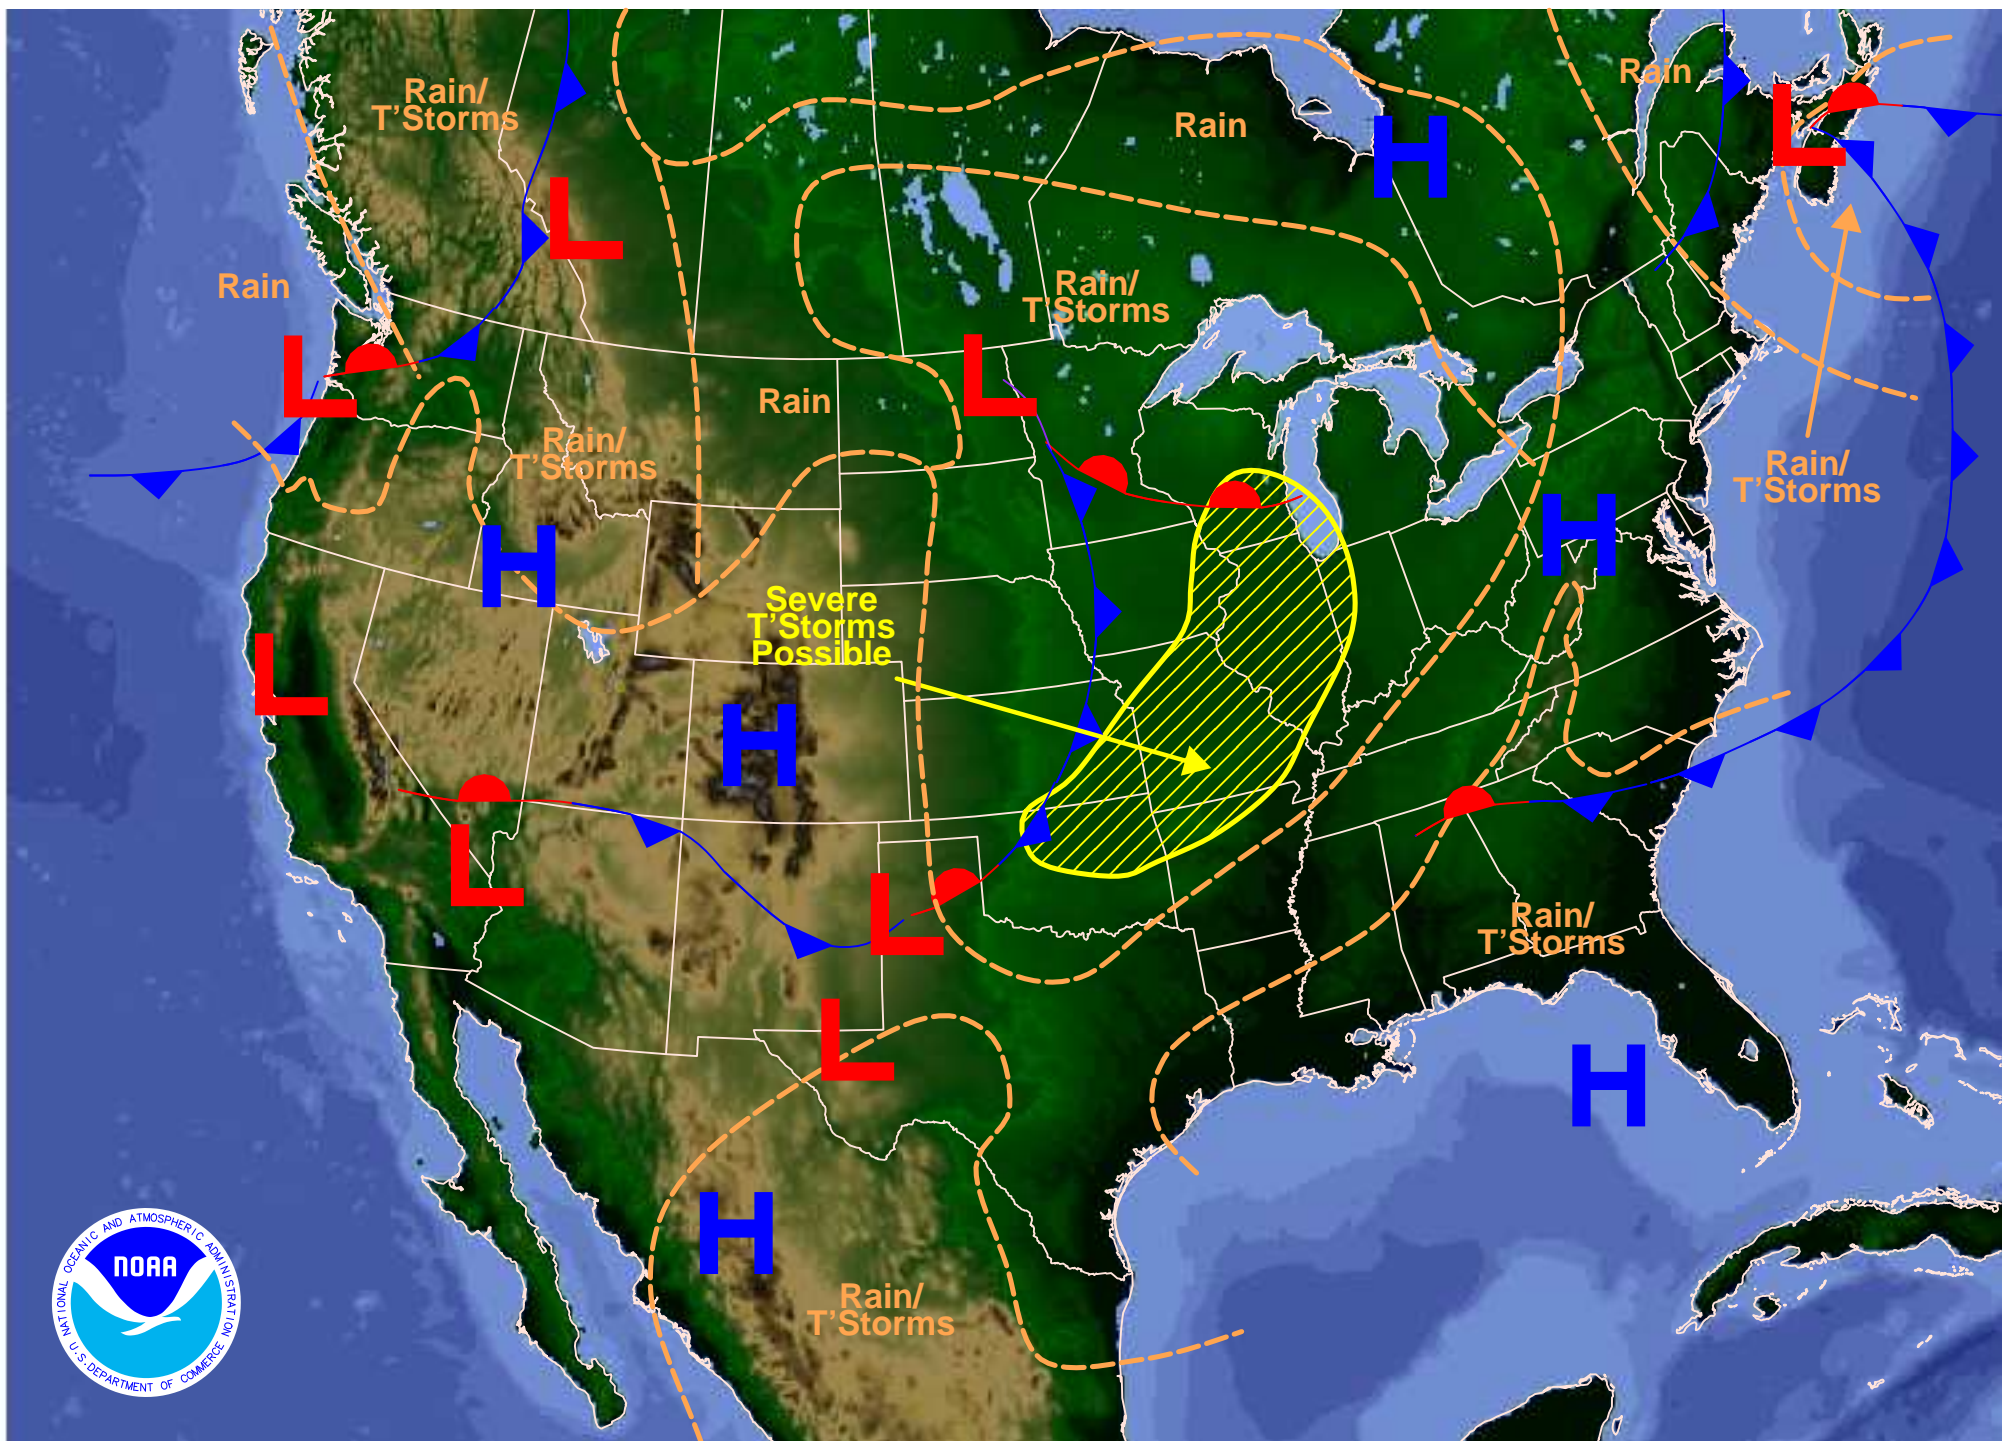 Rain/
T'Storms
Rain
Rain
L
H
L
Rain
L
Rain/
T'Storms
L
L
Rain
Rain/
T'Storms
Rain/
T'Storms
H
H
Severe
T'Storms
Possible
L
H
L
L
Rain/
T'Storms
L
H
H
Rain/
T'Storms
NATIONAL OCEANIC AND ATMOSPHERIC ADMINISTRATION
NOAA
U.S. DEPARTMENT OF COMMERCE